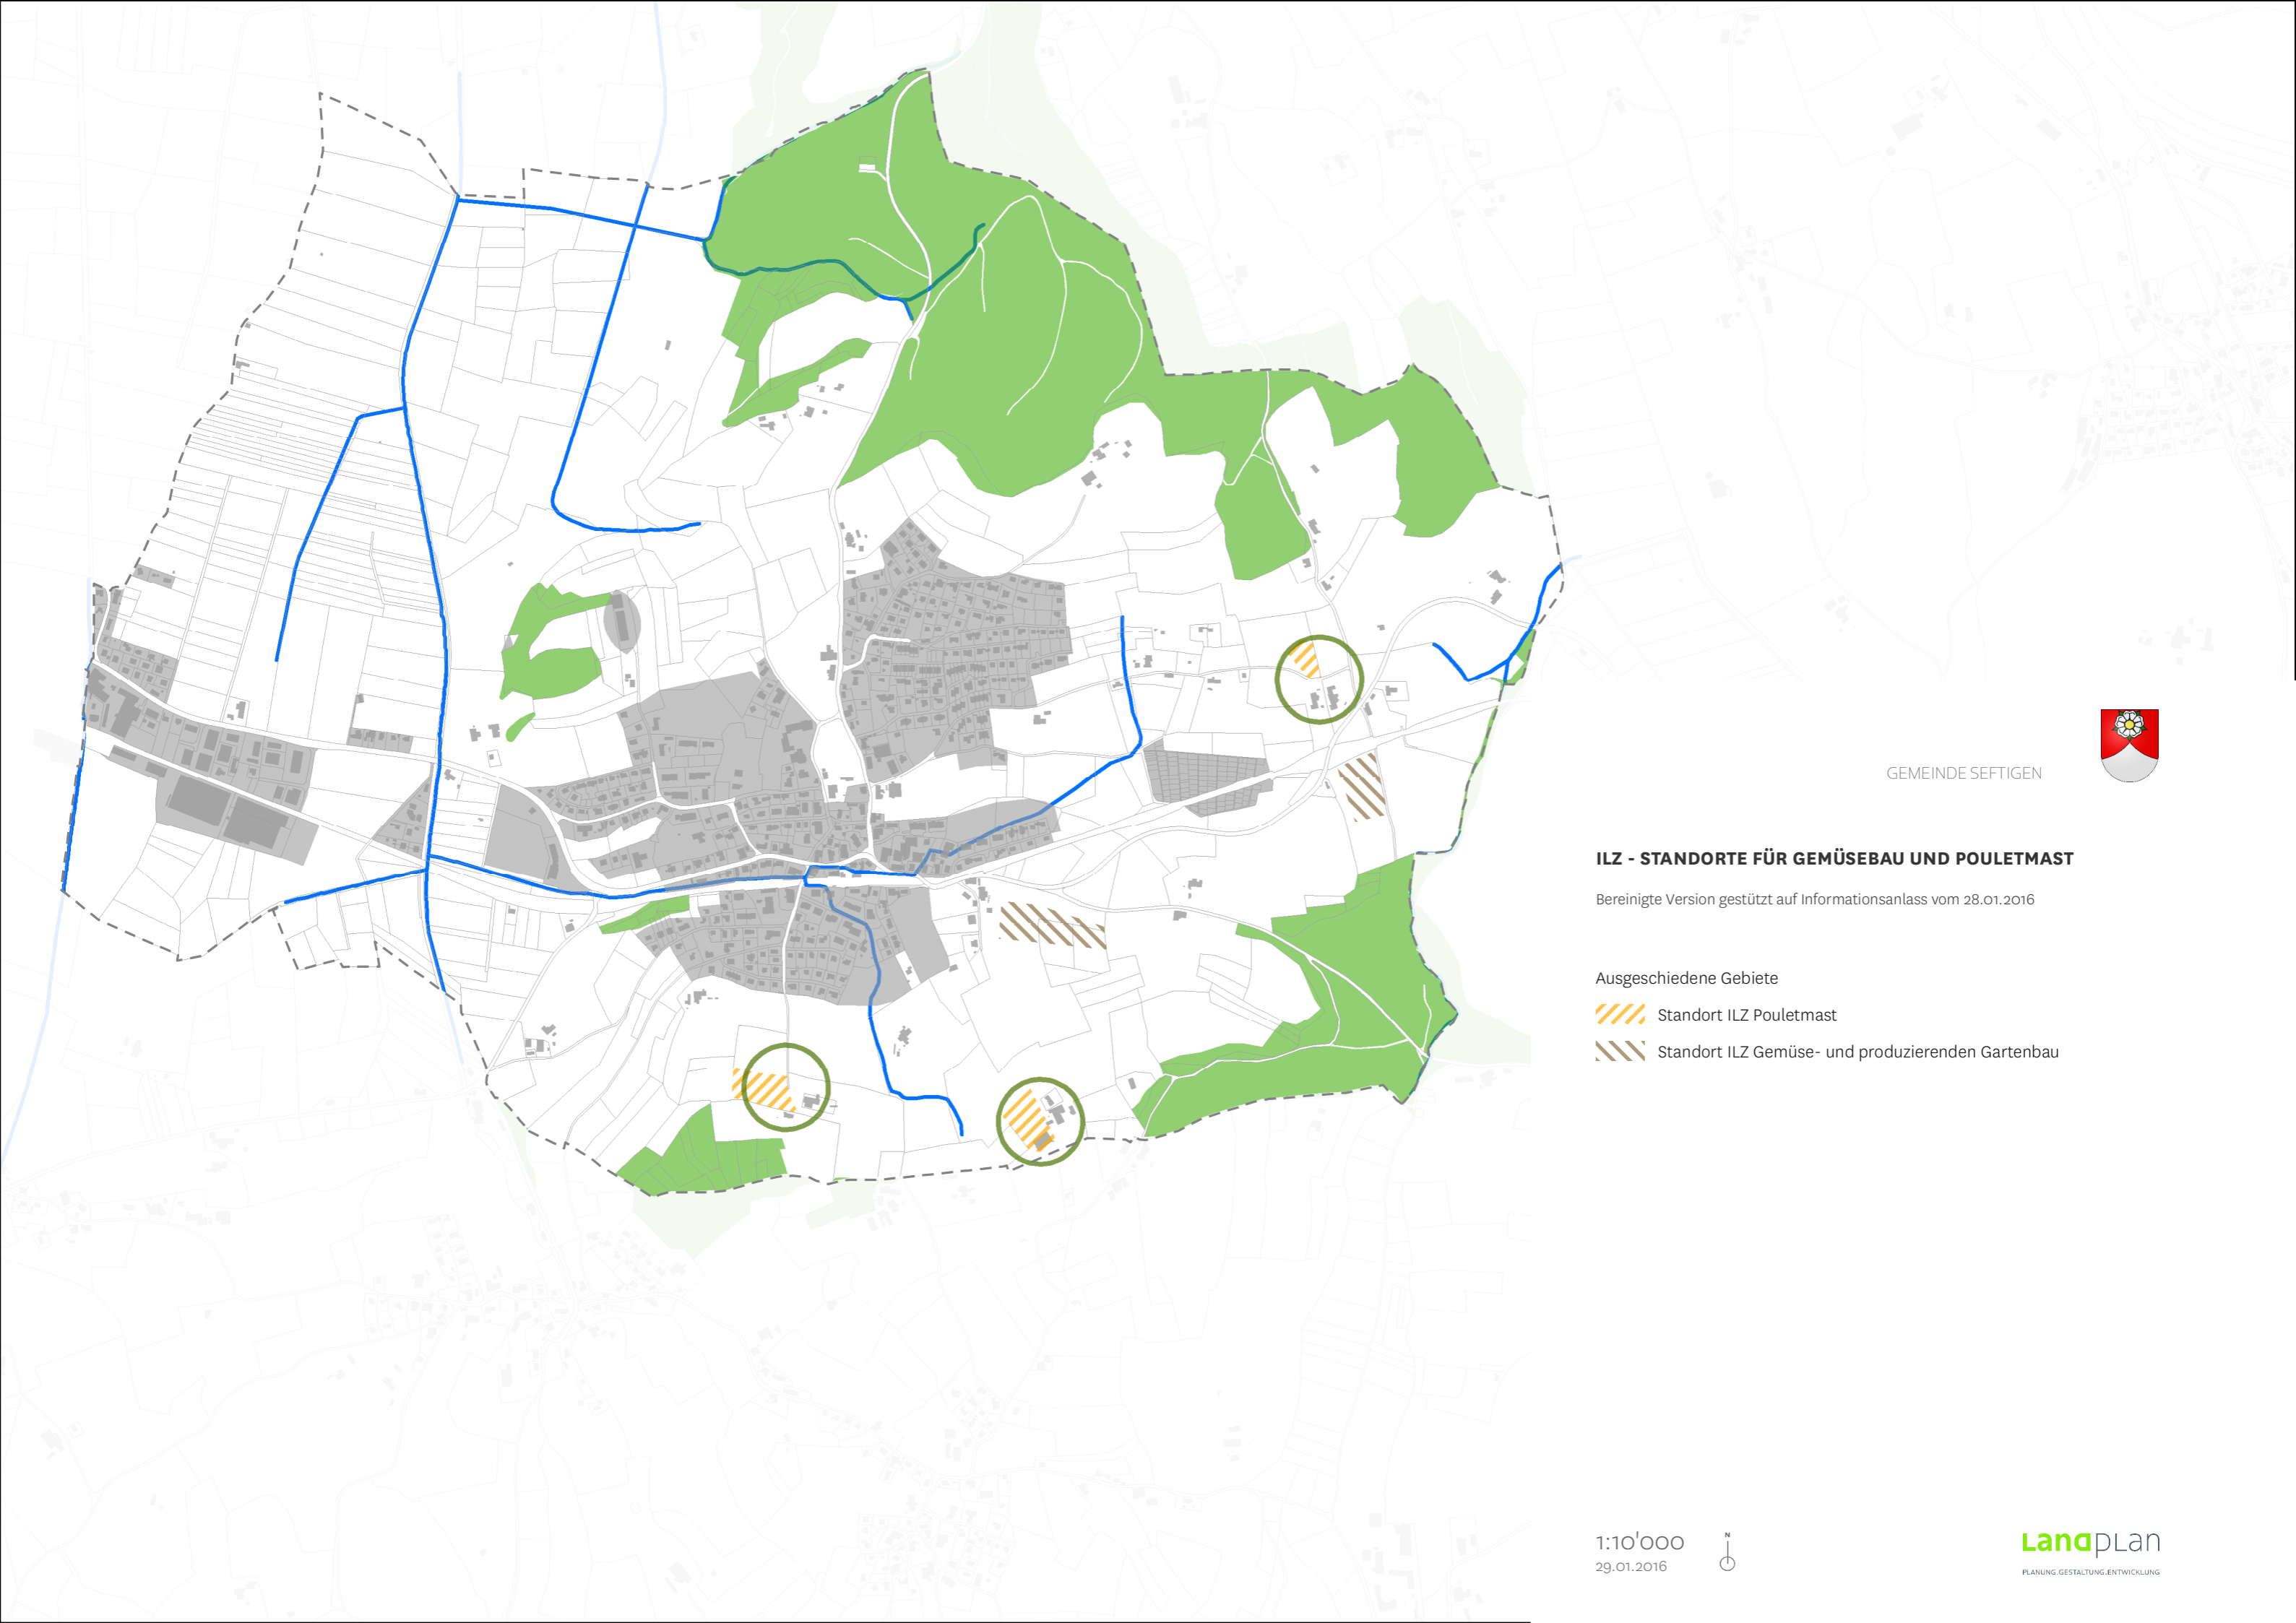 GEMEINDE SEFTIGEN
ILZ - STANDORTE FÜR GEMÜSEBAU UND POULETMAST
Bereinigte Version gestützt auf Informationsanlass vom 28.01.2016
Ausgeschiedene Gebiete
Standort ILZ Pouletmast
Standort ILZ Gemüse- und produzierenden Gartenbau
1:10'000
N
29.01.2016
Landplan
PLANUNG.GESTALTUNG.ENTWICKLUNG